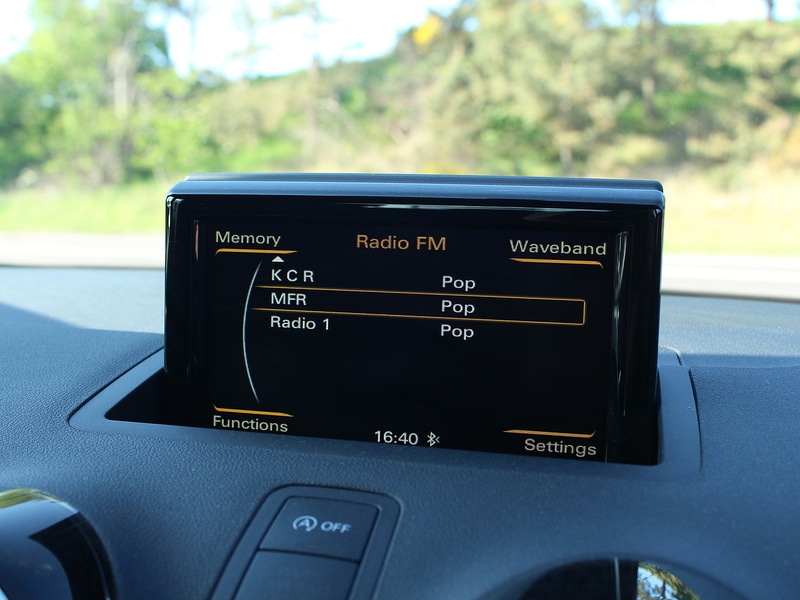 Memory Radio FM Waveband
K C R Pop
MFR Pop
Radio 1 Pop
Functions 16:40 Settings
A OFF